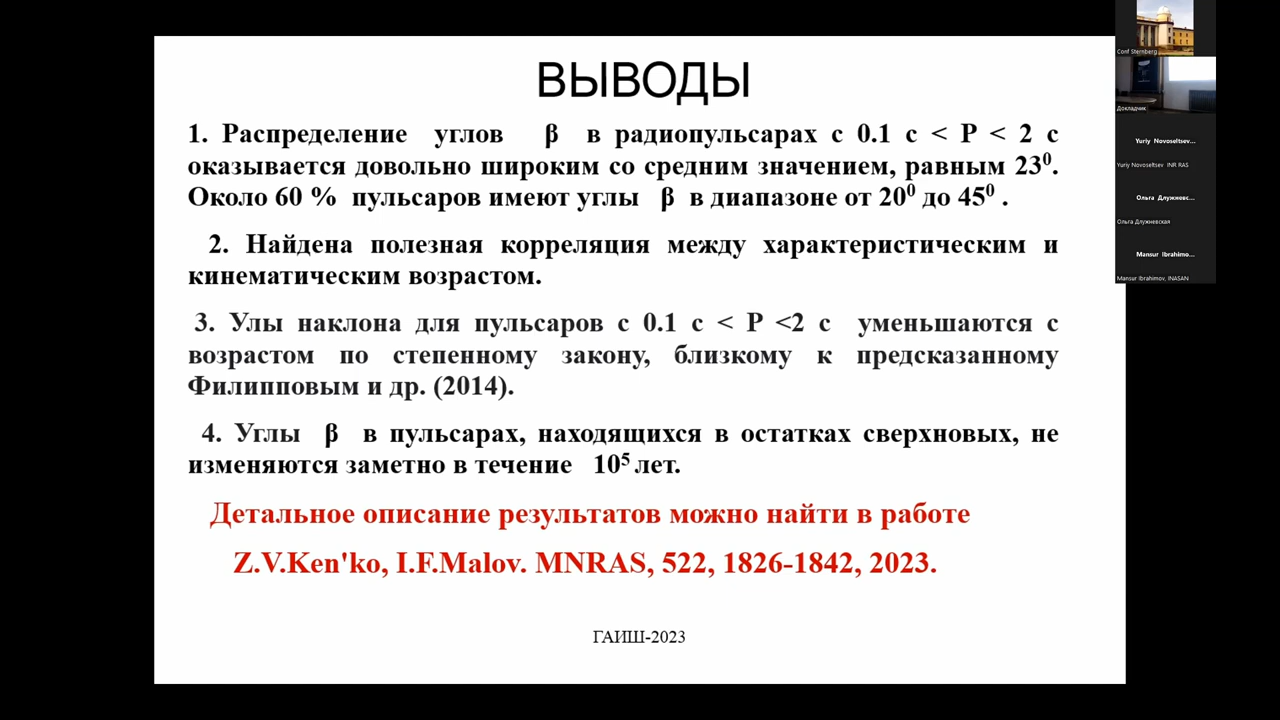 ВЫВОДЫ
1. Распределение углов β в радиопульсарах с 0.1 с < P < 2 с
оказывается довольно широким со средним значением, равным 23⁰.
Около 60 % пульсаров имеют углы β в диапазоне от 20⁰ до 45⁰ .
2. Найдена полезная корреляция между характеристическим и
кинематическим возрастом.
3. Улы наклона для пульсаров с 0.1 с < P <2 с уменьшаются с
возрастом по степенному закону, близкому к предсказанному
Филипповым и др. (2014).
4. Углы β в пульсарах, находящихся в остатках сверхновых, не
изменяются заметно в течение 10⁵ лет.
Детальное описание результатов можно найти в работе
Z.V.Ken'ko, I.F.Malov. MNRAS, 522, 1826-1842, 2023.
ГАИШ-2023
Conf Sternberg
Докладчик
Yuriy Novoseltsev...
Yuriy Novoseltsev INR RAS
Ольга Длужневс...
Ольга Длужневская
Mansur Ibrahimo...
Mansur Ibrahimov, INASAN